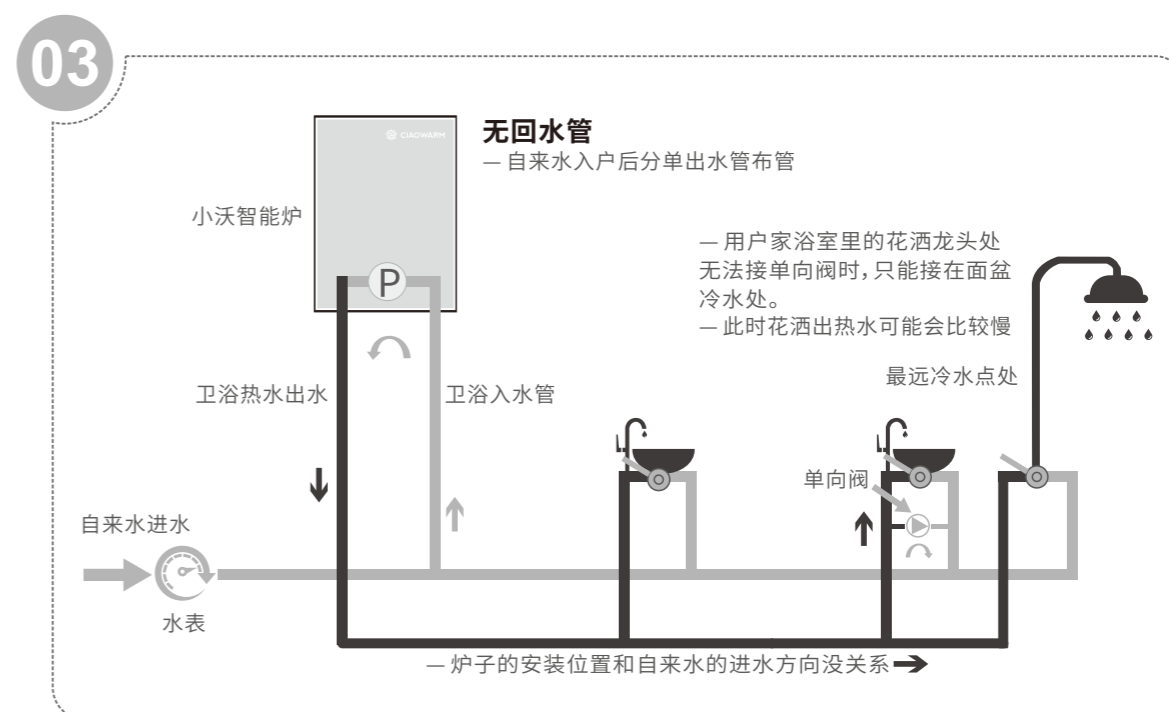 03
CIAOWARM
无回水管
— 自来水入户后分单出水管布管
小沃智能炉
— 用户家浴室里的花洒龙头处
无法接单向阀时，只能接在面盆
冷水处。
— 此时花洒出热水可能会比较慢
P
最远冷水点处
卫浴热水出水
卫浴入水管
单向阀
自来水进水
水表
— 炉子的安装位置和自来水的进水方向没关系